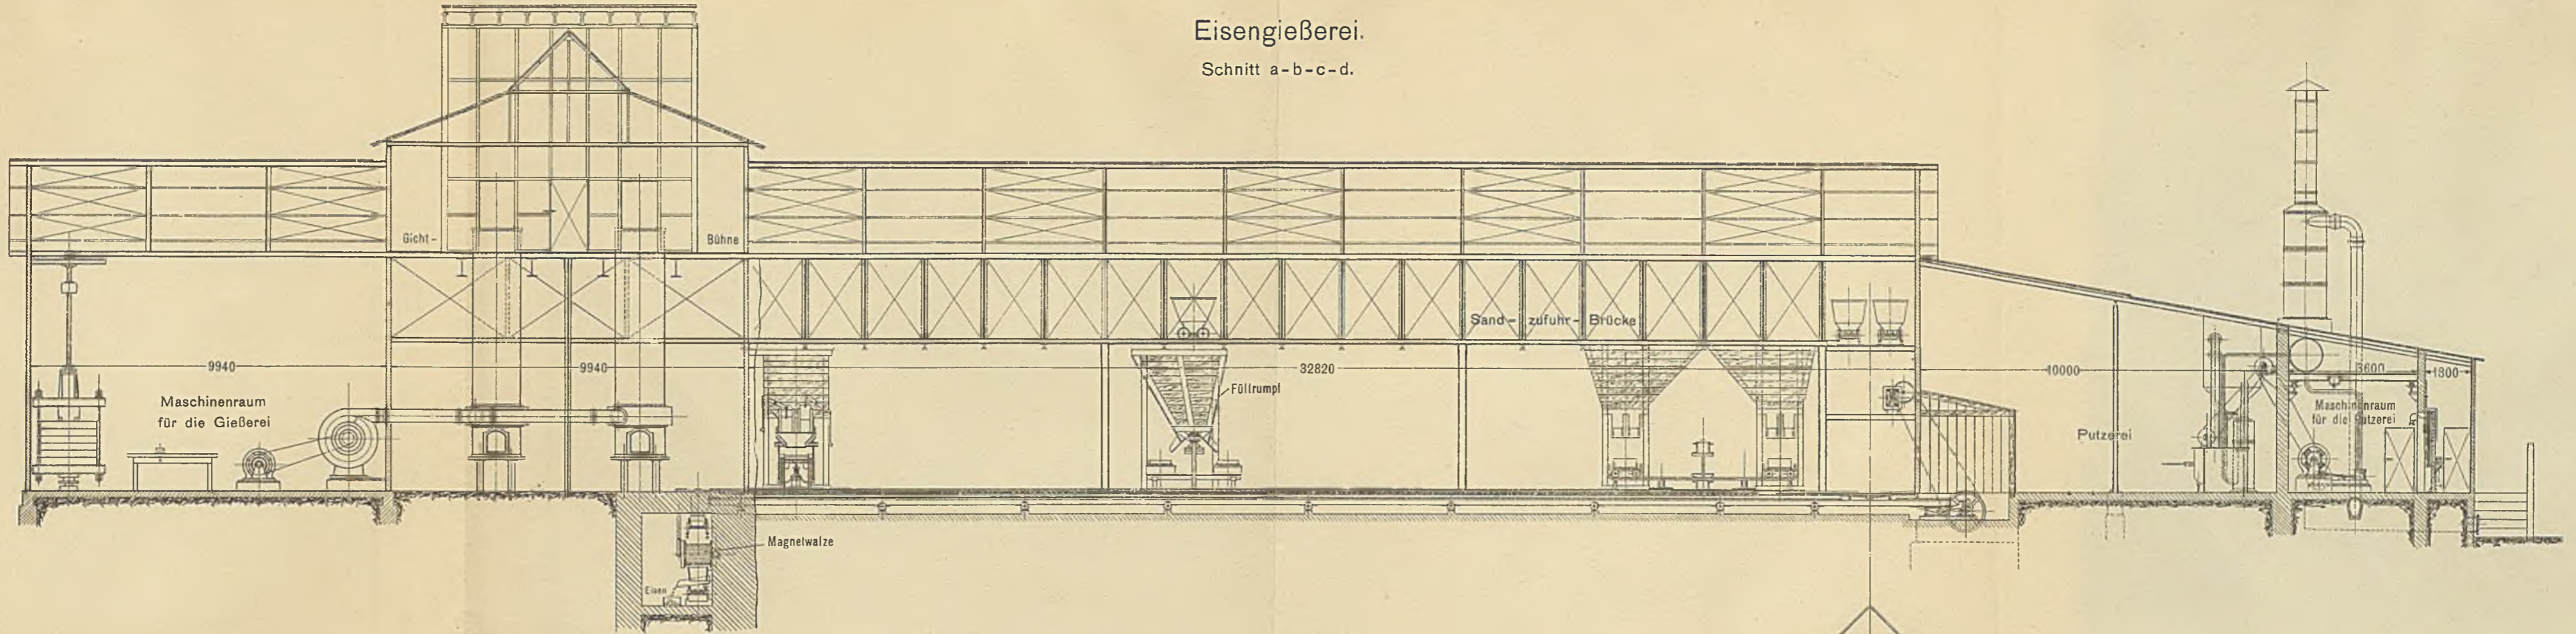 Eisengießerei.
Schnitt a-b-c-d.
Gicht-
Bühne
Sand- zufuhr- Brücke
9940
9940
32820
10000
3600
1800
Füllrumpf
Maschinenraum
für die Gießerei
Maschinenraum
für die Putzerei
Putzerei
Magnetwalze
Eisen